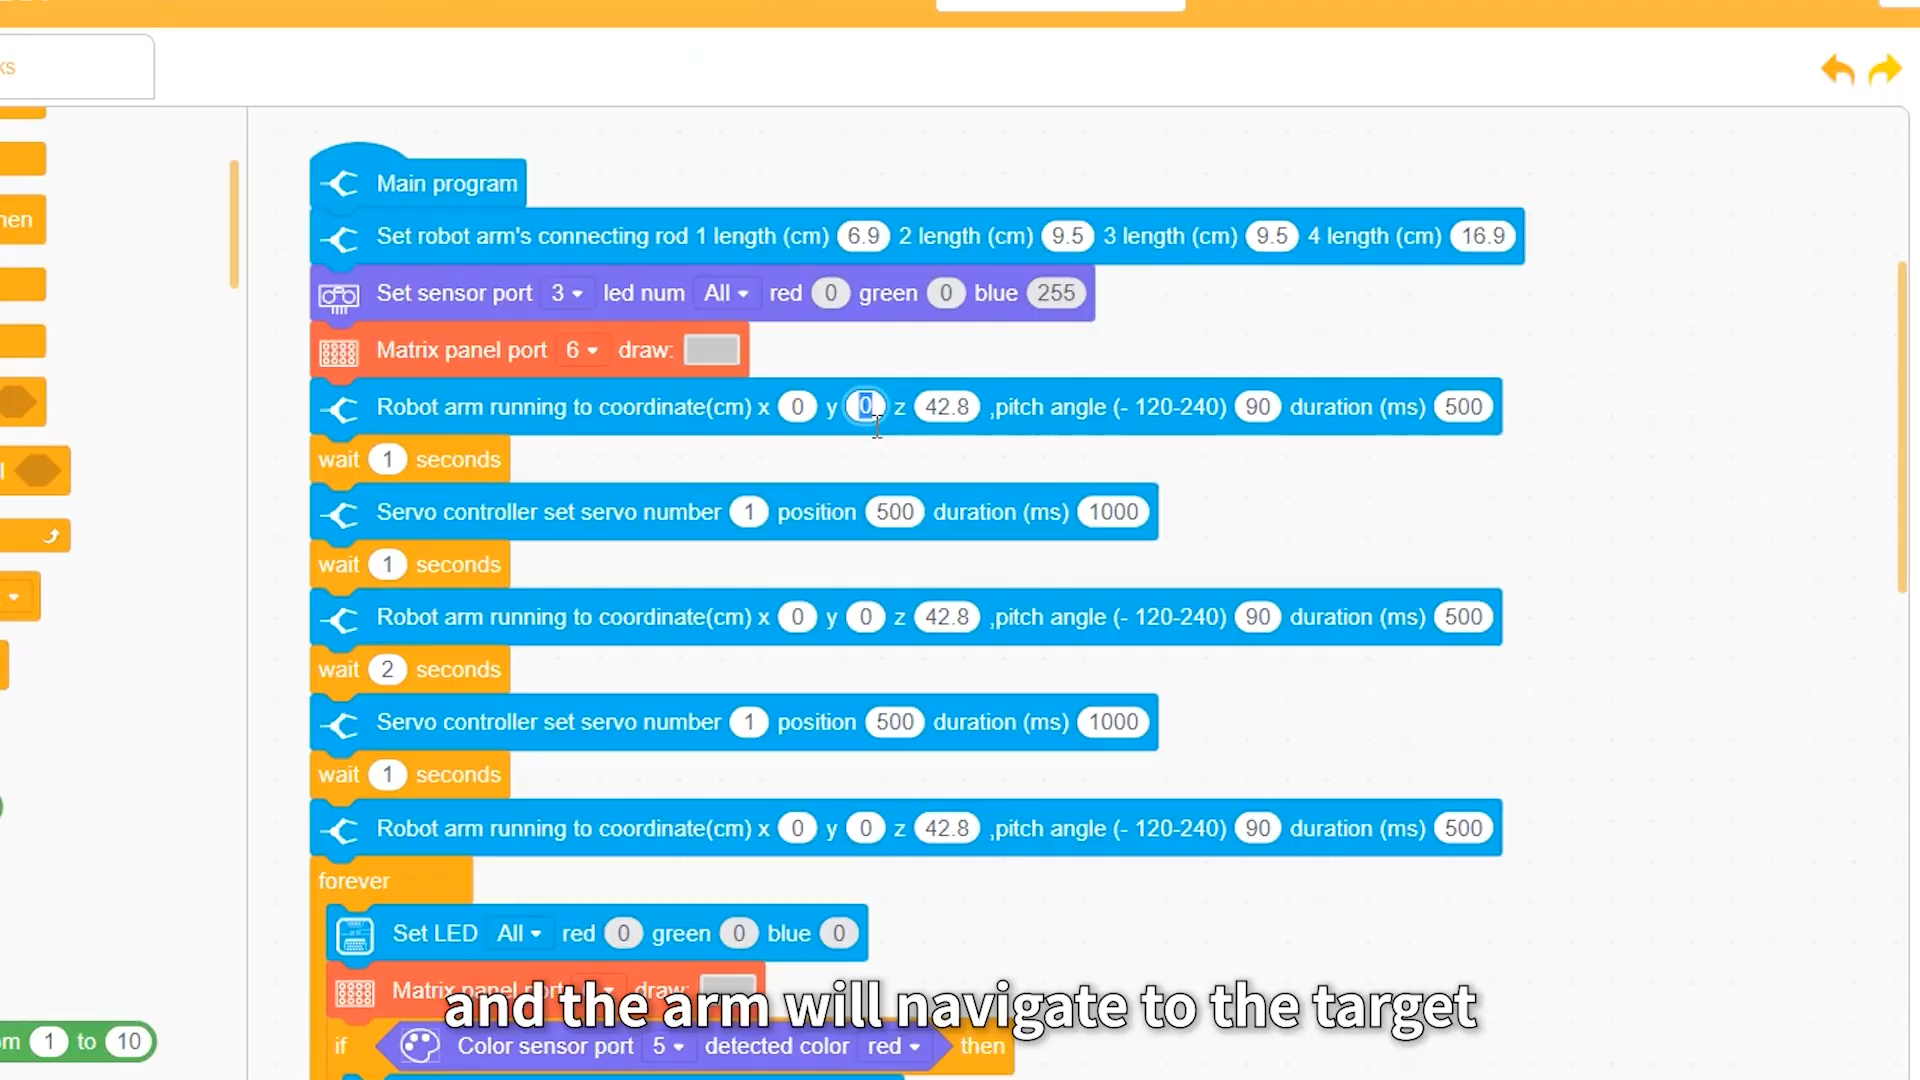 ks
Main program
Set robot arm's connecting rod 1 length (cm) 6.9 2 length (cm) 9.5 3 length (cm) 9.5 4 length (cm) 16.9
hen
Set sensor port 3 led num All red 0 green 0 blue 255
Matrix panel port 6 draw:
Robot arm running to coordinate(cm) x 0 y 0 z 42.8 ,pitch angle (- 120-240) 90 duration (ms) 500
wait 1 seconds
Servo controller set servo number 1 position 500 duration (ms) 1000
wait 1 seconds
Robot arm running to coordinate(cm) x 0 y 0 z 42.8 ,pitch angle (- 120-240) 90 duration (ms) 500
wait 2 seconds
Servo controller set servo number 1 position 500 duration (ms) 1000
wait 1 seconds
Robot arm running to coordinate(cm) x 0 y 0 z 42.8 ,pitch angle (- 120-240) 90 duration (ms) 500
forever
Set LED All red 0 green 0 blue 0
Matrix panel port draw:
and the arm will navigate to the target
om 1 to 10
if Color sensor port 5 detected color red then